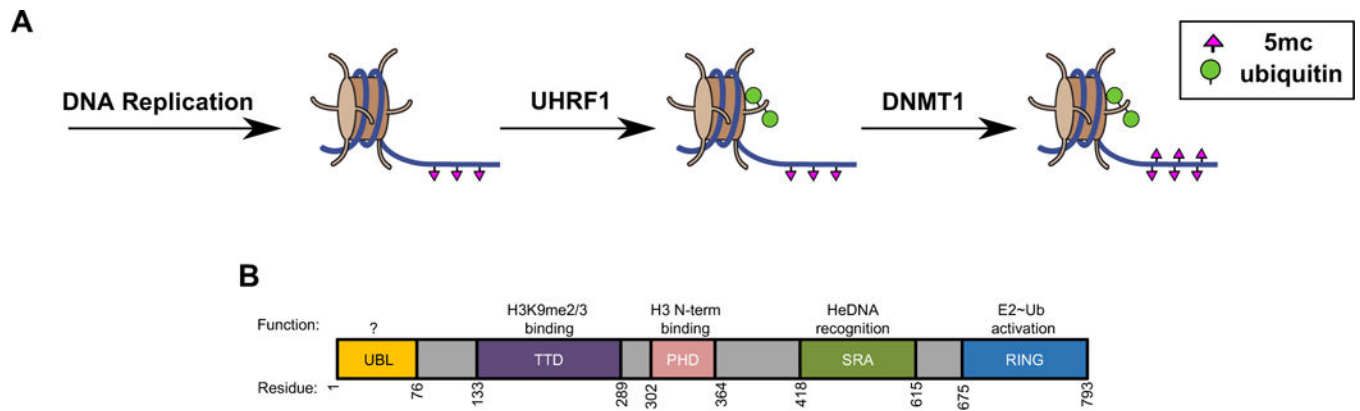 A
DNA Replication
UHRF1
DNMT1
5mc
ubiquitin
B
Function:
?
H3K9me2/3
binding
H3 N-term
binding
HeDNA
recognition
E2~Ub
activation
UBL
TTD
PHD
SRA
RING
Residue:
1
76
133
289
302
364
418
615
675
793